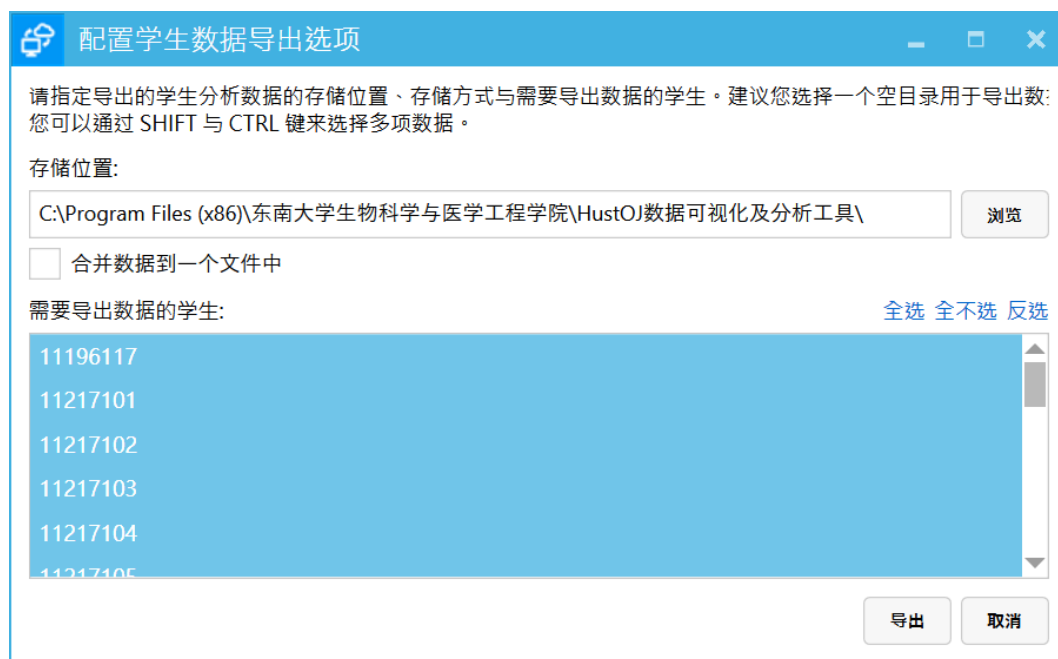 配置学生数据导出选项
请指定导出的学生分析数据的存储位置、存储方式与需要导出数据的学生。建议您选择一个空目录用于导出数
您可以通过 SHIFT 与 CTRL 键来选择多项数据。
存储位置:
C:\Program Files (x86)\东南大学生物科学与医学工程学院\HustOJ数据可视化及分析工具\
浏览
合并数据到一个文件中
需要导出数据的学生:
全选 全不选 反选
11196117
11217101
11217102
11217103
11217104
11217105
导出 取消